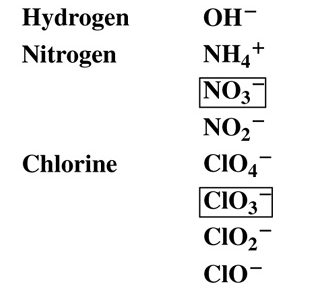 Hydrogen OH⁻
Nitrogen NH₄⁺
NO₃⁻
NO₂⁻
Chlorine ClO₄⁻
ClO₃⁻
ClO₂⁻
ClO⁻